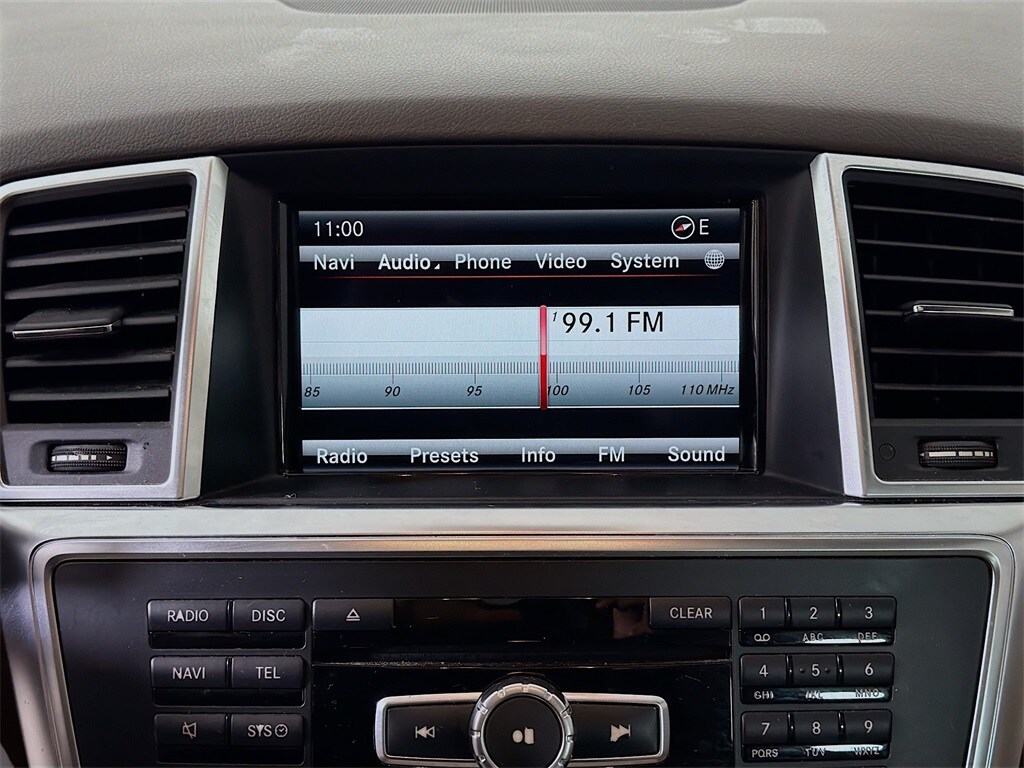 11:00 E
Navi Audio Phone Video System
1 99.1 FM
85 90 95 100 105 110 MHz
Radio Presets Info FM Sound
RADIO DISC CLEAR 1 2 3
ABC DEF
NAVI TEL 4 5 6
GHI JKL MNO
SYS 7 8 9
PQRS TUV WXYZ